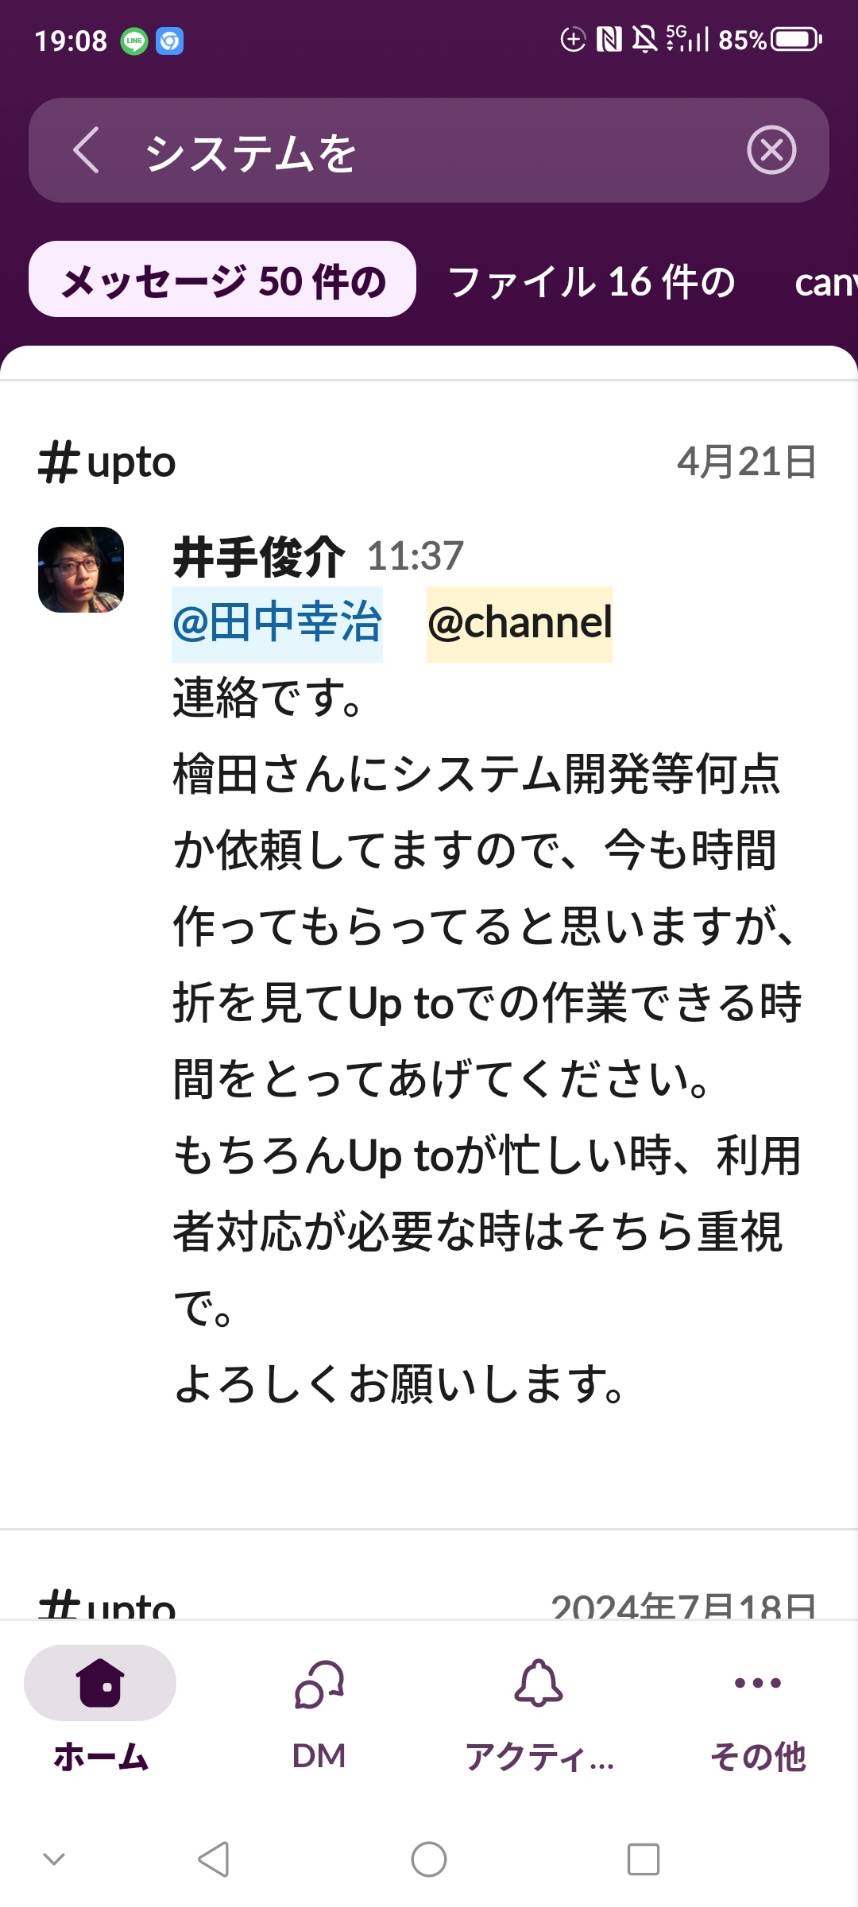 19:08 LINE 5G 85%
システムを
メッセージ 50 件の ファイル 16 件の can
#upto 4月21日
井手俊介 11:37
@田中幸治 @channel
連絡です。
檜田さんにシステム開発等何点
か依頼してますので、今も時間
作ってもらってると思いますが、
折を見てUp toでの作業できる時
間をとってあげてください。
もちろんUp toが忙しい時、利用
者対応が必要な時はそちら重視
で。
よろしくお願いします。
#upto 2024年7月18日
ホーム DM アクティ... その他